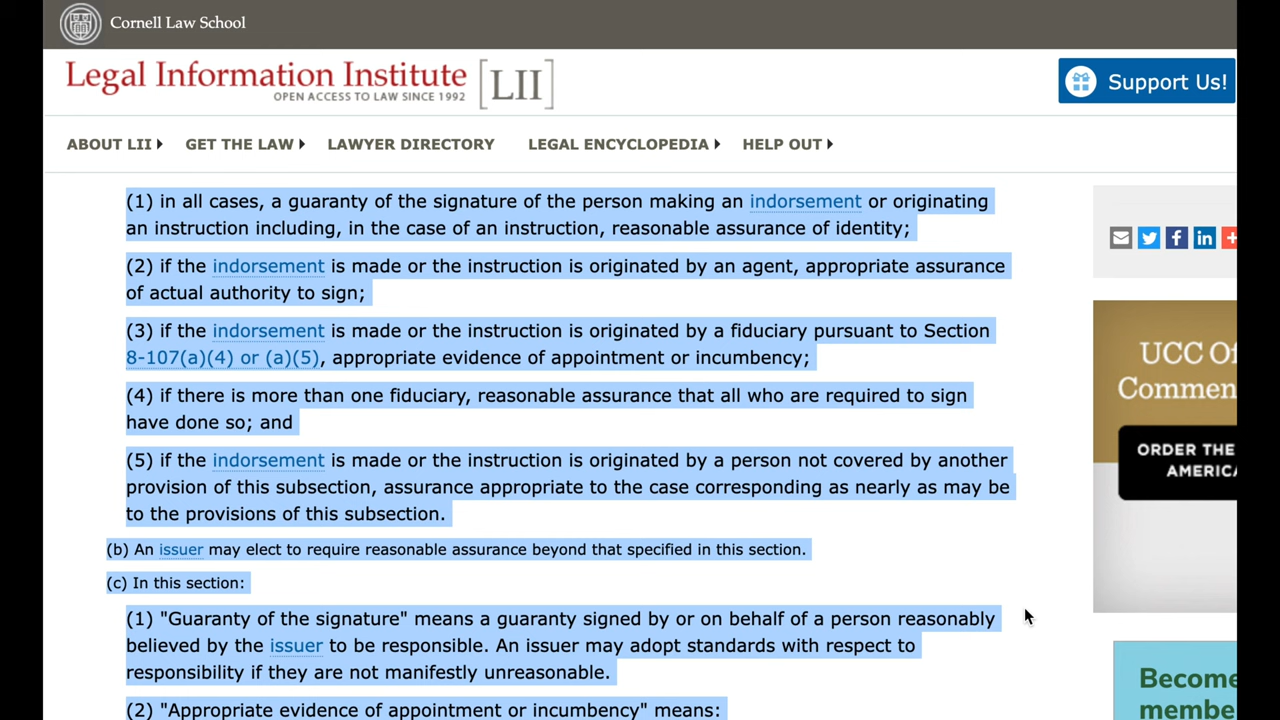 Cornell Law School
Legal Information Institute [LII]
OPEN ACCESS TO LAW SINCE 1992
Support Us!
ABOUT LII GET THE LAW LAWYER DIRECTORY LEGAL ENCYCLOPEDIA HELP OUT
(1) in all cases, a guaranty of the signature of the person making an indorsement or originating
an instruction including, in the case of an instruction, reasonable assurance of identity;
(2) if the indorsement is made or the instruction is originated by an agent, appropriate assurance
of actual authority to sign;
(3) if the indorsement is made or the instruction is originated by a fiduciary pursuant to Section
8-107(a)(4) or (a)(5), appropriate evidence of appointment or incumbency;
(4) if there is more than one fiduciary, reasonable assurance that all who are required to sign
have done so; and
(5) if the indorsement is made or the instruction is originated by a person not covered by another
provision of this subsection, assurance appropriate to the case corresponding as nearly as may be
to the provisions of this subsection.
(b) An issuer may elect to require reasonable assurance beyond that specified in this section.
(c) In this section:
(1) "Guaranty of the signature" means a guaranty signed by or on behalf of a person reasonably
believed by the issuer to be responsible. An issuer may adopt standards with respect to
responsibility if they are not manifestly unreasonable.
(2) "Appropriate evidence of appointment or incumbency" means:
UCC Of
Commen
ORDER THE
AMERICA
Become
membe